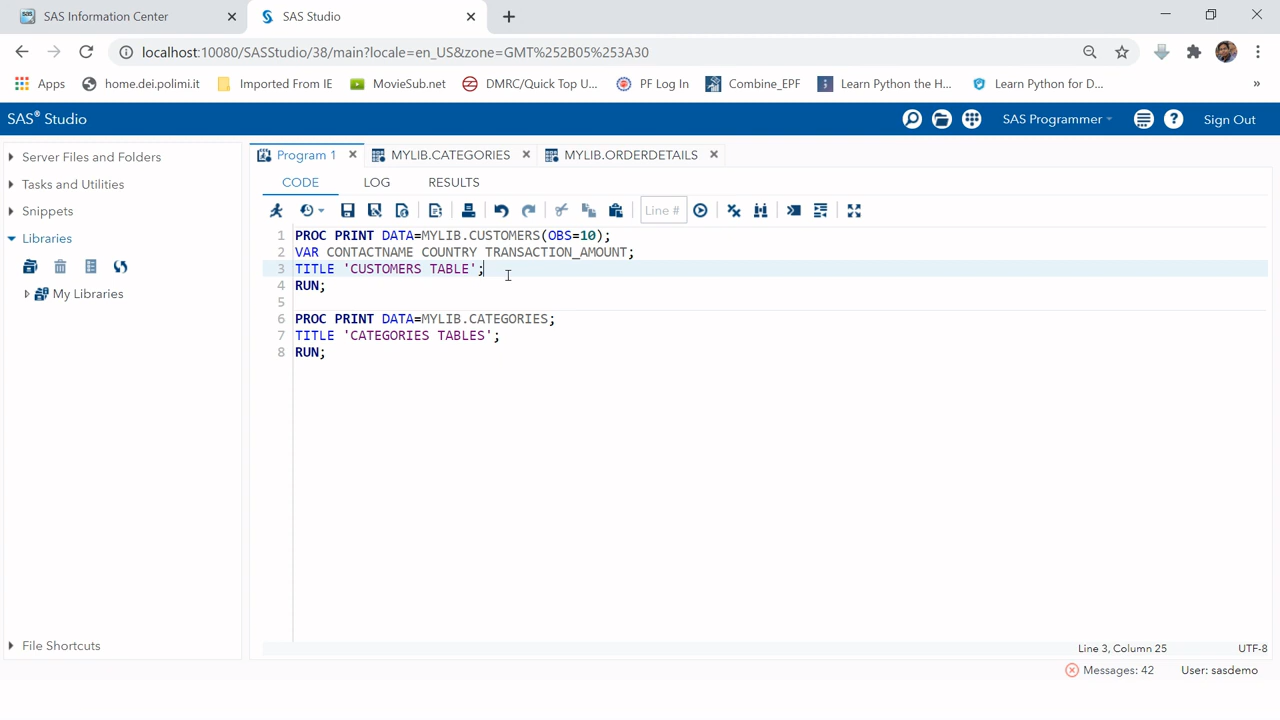 SAS Information Center
SAS Studio
localhost:10080/SASStudio/38/main?locale=en_US&zone=GMT%252B05%253A30
Apps home.dei.polimi.it Imported From IE MovieSub.net DMRC/Quick Top U... PF Log In Combine_EPF Learn Python the H... Learn Python for D... »
SAS® Studio SAS Programmer Sign Out
Server Files and Folders
Tasks and Utilities
Snippets
Libraries
My Libraries
File Shortcuts
Program 1 MYLIB.CATEGORIES MYLIB.ORDERDETAILS
CODE LOG RESULTS
Line #
1 PROC PRINT DATA=MYLIB.CUSTOMERS(OBS=10);
2 VAR CONTACTNAME COUNTRY TRANSACTION_AMOUNT;
3 TITLE 'CUSTOMERS TABLE';
4 RUN;
5
6 PROC PRINT DATA=MYLIB.CATEGORIES;
7 TITLE 'CATEGORIES TABLES';
8 RUN;
Line 3, Column 25 UTF-8
Messages: 42 User: sasdemo